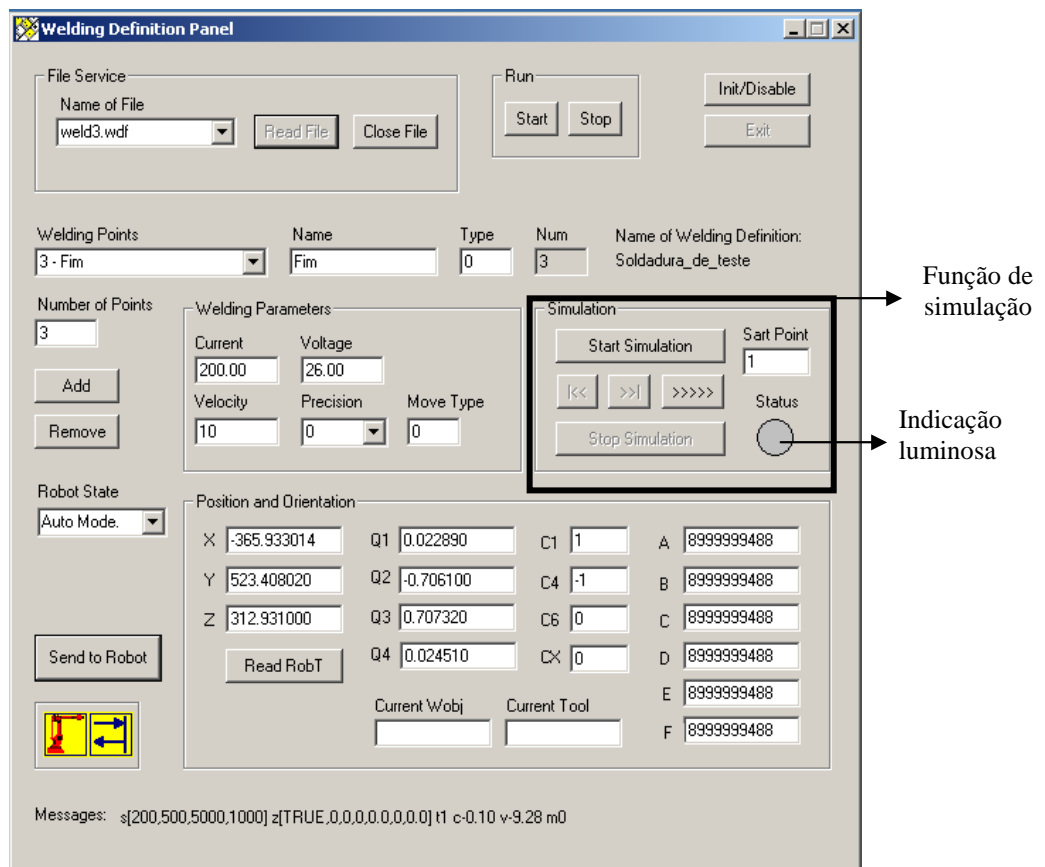 Welding Definition Panel
File Service
Name of File
weld3.wdf
Read File
Close File
Run
Start
Stop
Init/Disable
Exit
Welding Points
3 - Fim
Name
Fim
Type
0
Num
3
Name of Welding Definition:
Soldadura_de_teste
Number of Points
3
Add
Remove
Welding Parameters
Current
200.00
Voltage
26.00
Velocity
10
Precision
0
Move Type
0
Simulation
Start Simulation
Sart Point
1
|<<
>>|
>>>>>
Status
Stop Simulation
Função de
simulação
Indicação
luminosa
Robot State
Auto Mode.
Send to Robot
Position and Orientation
X -365.933014
Y 523.408020
Z 312.931000
Read RobT
Q1 0.022890
Q2 -0.706100
Q3 0.707320
Q4 0.024510
C1 1
C4 -1
C6 0
CX 0
A 8999999488
B 8999999488
C 8999999488
D 8999999488
E 8999999488
F 8999999488
Current Wobj
Current Tool
Messages: s[200,500,5000,1000] z[TRUE,0,0,0,0.0,0,0.0] t1 c-0.10 v-9.28 m0